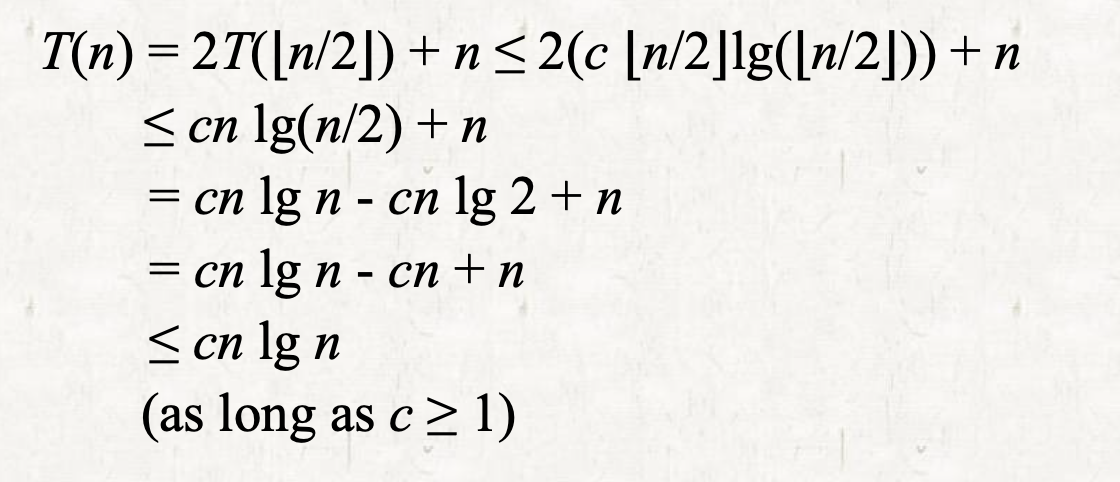 T(n) = 2T(⌊n/2⌋) + n ≤ 2(c ⌊n/2⌋lg(⌊n/2⌋)) + n
≤ cn lg(n/2) + n
= cn lg n - cn lg 2 + n
= cn lg n - cn + n
≤ cn lg n
(as long as c ≥ 1)